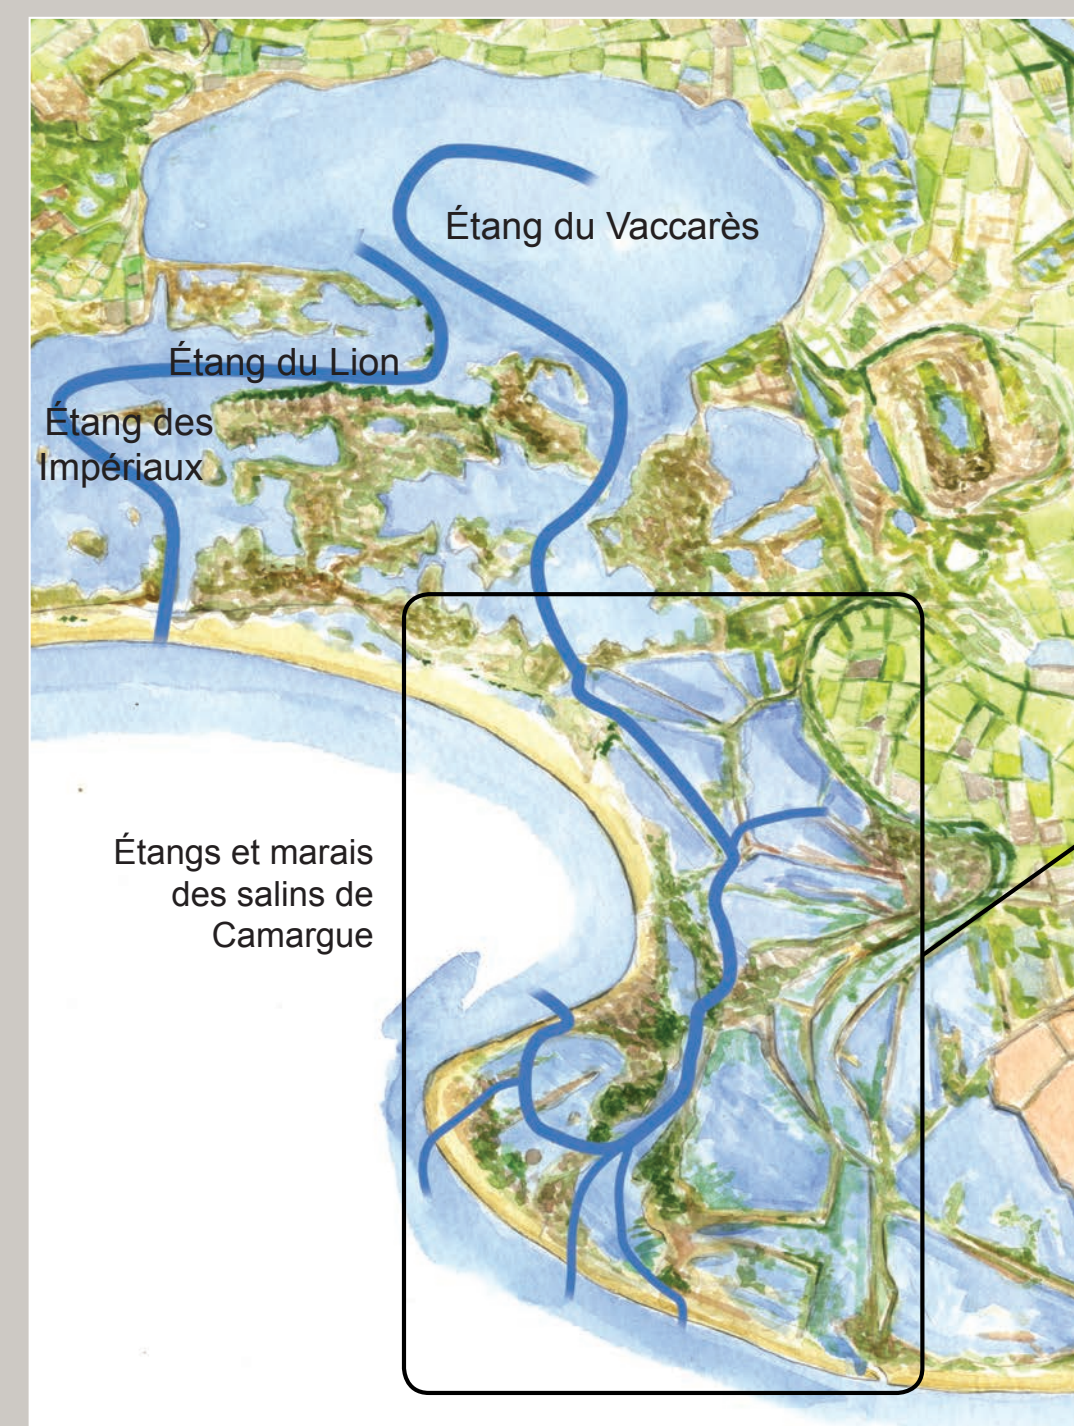 Étang du Vaccarès
Étang du Lion
Étang des
Impériaux
Étangs et marais
des salins de
Camargue